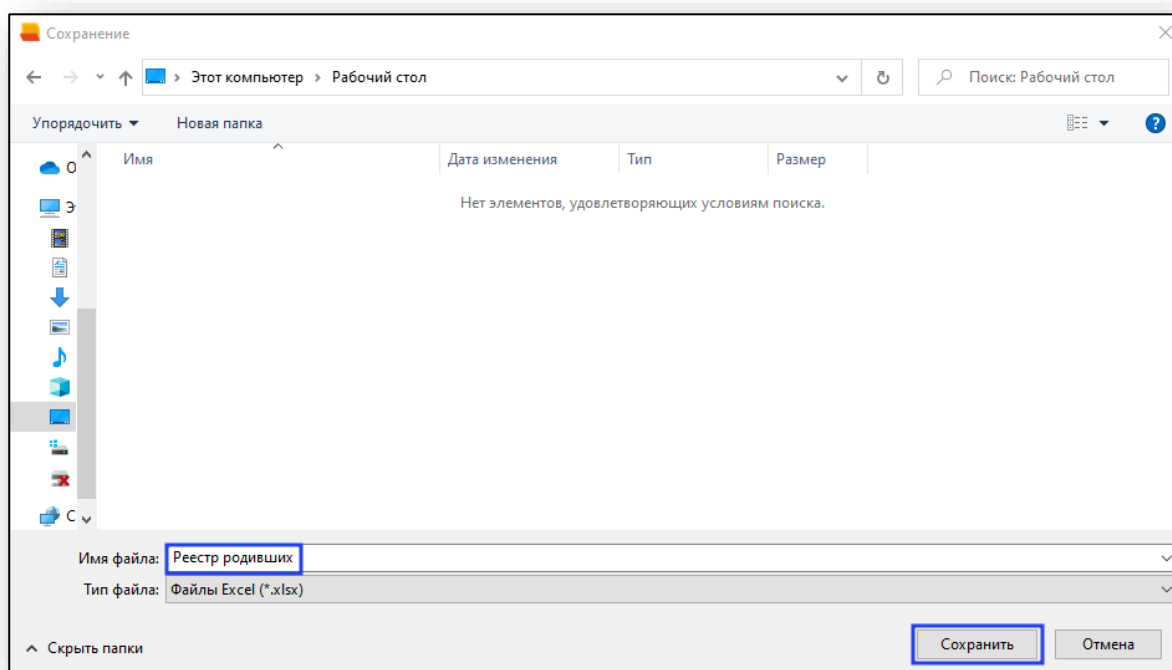 Сохранение
Этот компьютер › Рабочий стол
Поиск: Рабочий стол
Упорядочить Новая папка
Имя Дата изменения Тип Размер
Нет элементов, удовлетворяющих условиям поиска.
О
Э
С
Имя файла: Реестр родивших
Тип файла: Файлы Excel (*.xlsx)
Скрыть папки
Сохранить Отмена